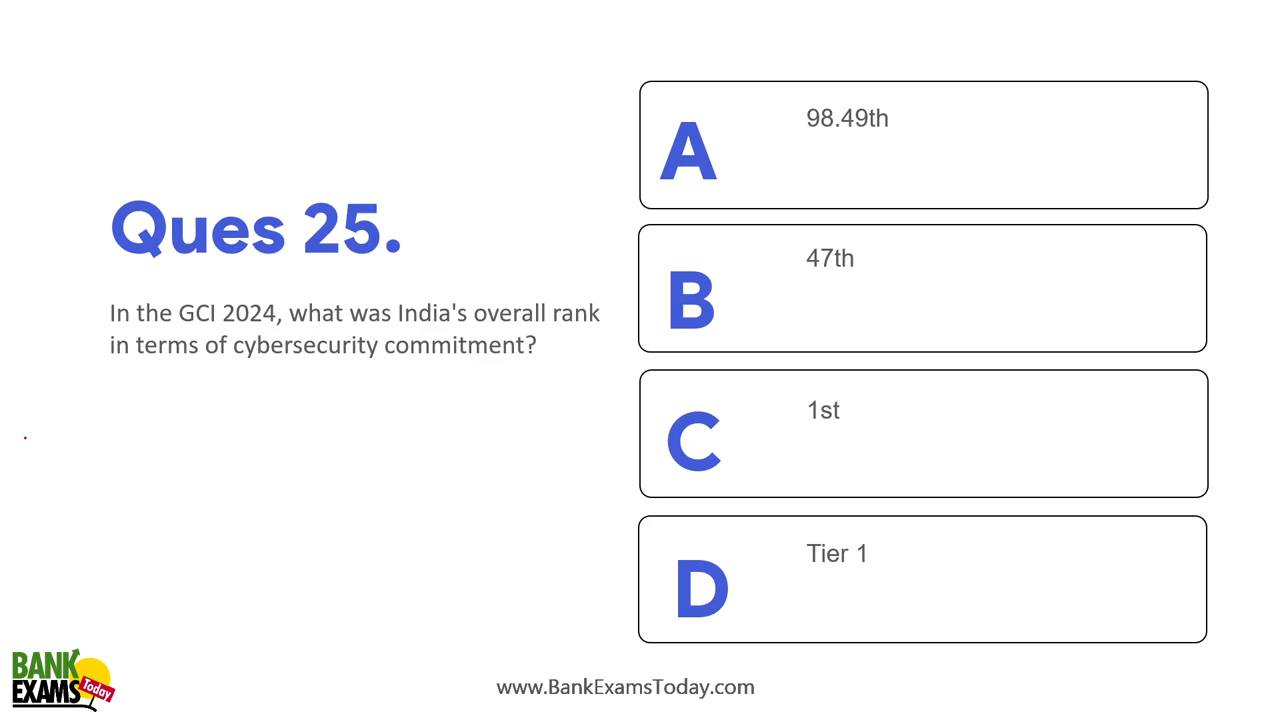 Ques 25.
In the GCI 2024, what was India's overall rank
in terms of cybersecurity commitment?
A
98.49th
B
47th
C
1st
D
Tier 1
BANK
EXAMS
Today
www.BankExamsToday.com